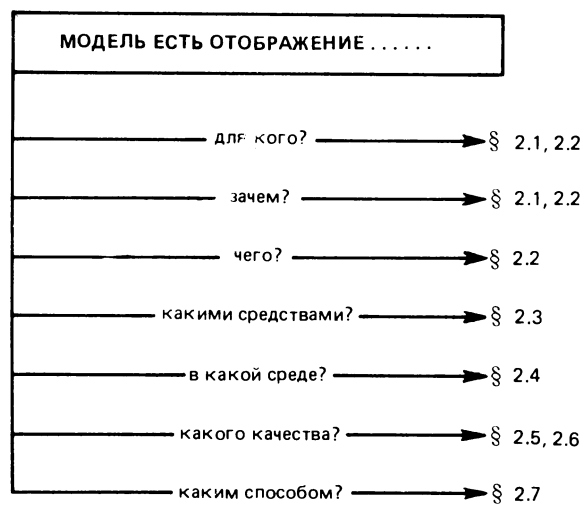 МОДЕЛЬ ЕСТЬ ОТОБРАЖЕНИЕ . . . . . .
для кого? § 2.1, 2.2
зачем? § 2.1, 2.2
чего? § 2.2
какими средствами? § 2.3
в какой среде? § 2.4
какого качества? § 2.5, 2.6
каким способом? § 2.7